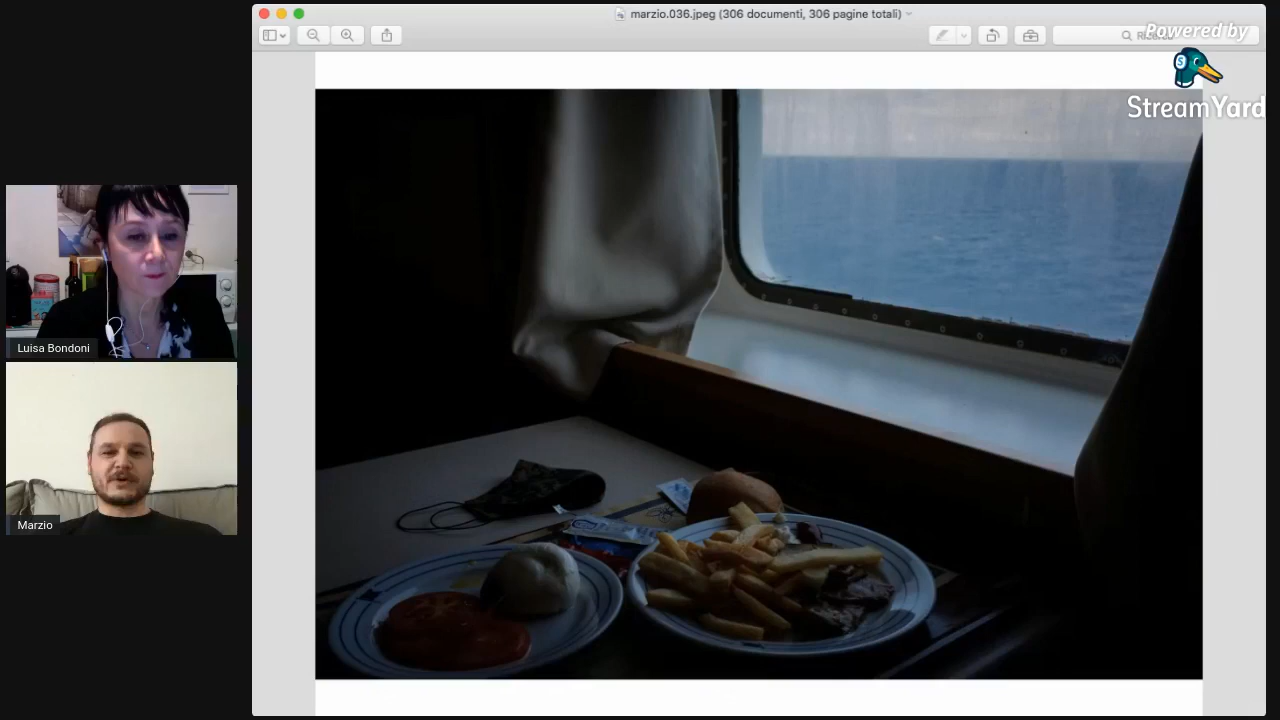 marzio.036.jpeg (306 documenti, 306 pagine totali)
Powered by
StreamYard
Luisa Bondoni
Marzio